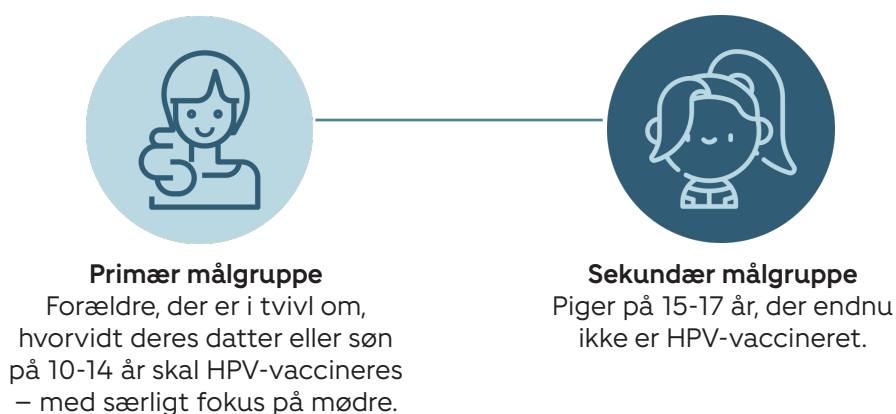 Primær målgruppe
Forældre, der er i tvivl om,
hvorvidt deres datter eller søn
på 10-14 år skal HPV-vaccineres
– med særligt fokus på mødre.
Sekundær målgruppe
Piger på 15-17 år, der endnu
ikke er HPV-vaccineret.